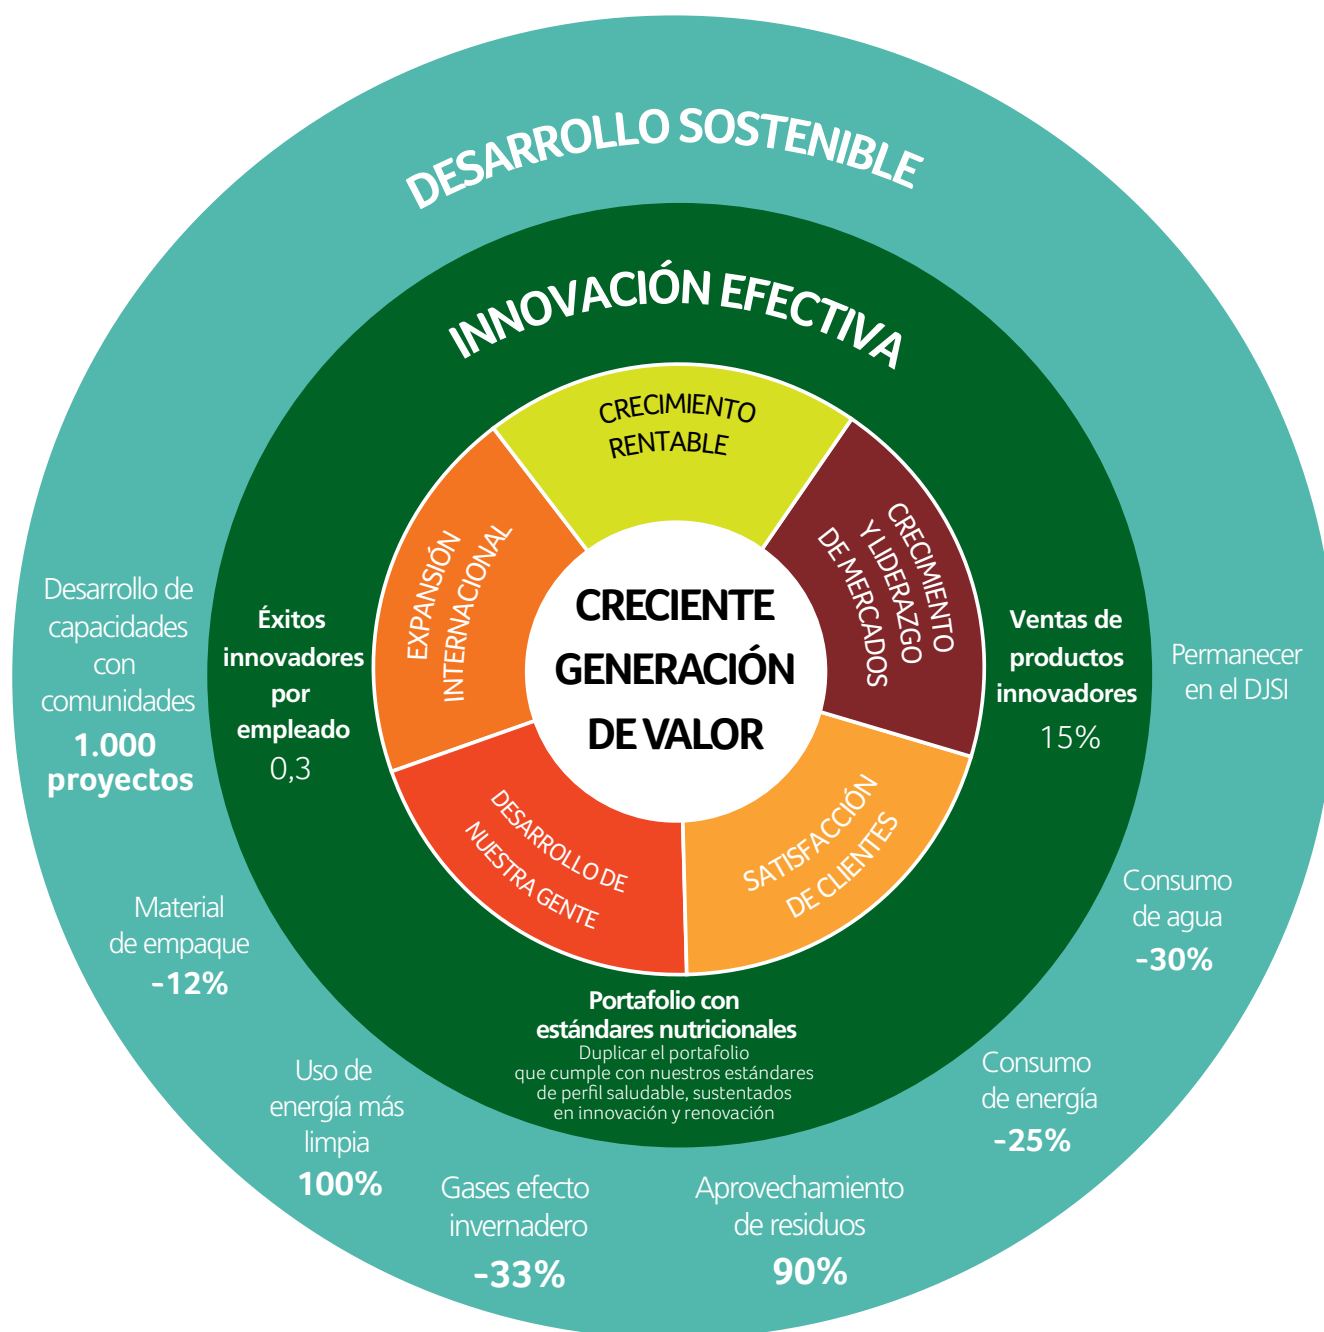 DESARROLLO SOSTENIBLE
INNOVACIÓN EFECTIVA
CRECIMIENTO
RENTABLE
CRECIMIENTO
Y LIDERAZGO
DE MERCADOS
SATISFACCIÓN
DE CLIENTES
DESARROLLO DE
NUESTRA GENTE
EXPANSIÓN
INTERNACIONAL
CRECIENTE
GENERACIÓN
DE VALOR
Éxitos
innovadores
por
empleado
0,3
Ventas de
productos
innovadores
15%
Portafolio con
estándares nutricionales
Duplicar el portafolio
que cumple con nuestros estándares
de perfil saludable, sustentados
en innovación y renovación
Desarrollo de
capacidades
con
comunidades
1.000
proyectos
Material
de empaque
-12%
Uso de
energía más
limpia
100%
Gases efecto
invernadero
-33%
Aprovechamiento
de residuos
90%
Consumo
de energía
-25%
Consumo
de agua
-30%
Permanecer
en el DJSI